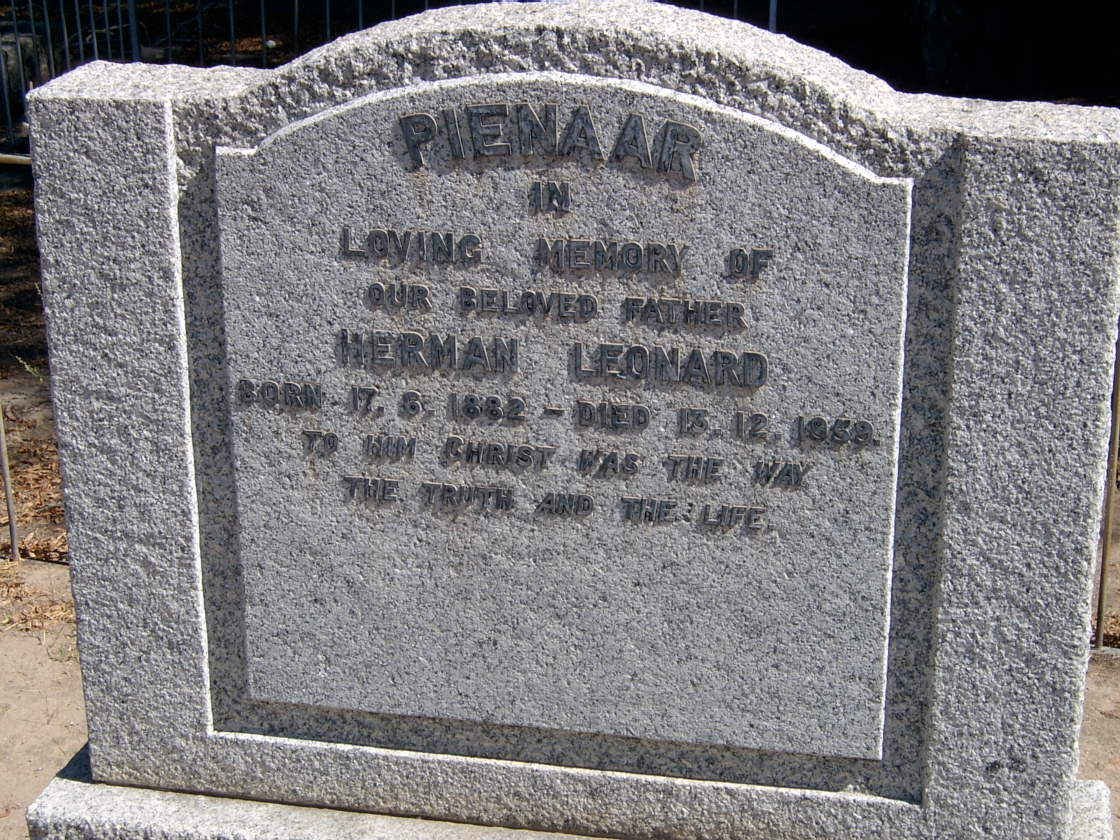 PIENAAR
IN
LOVING MEMORY OF
OUR BELOVED FATHER
HERMAN LEONARD
BORN 17. 6. 1882 - DIED 13. 12. 1959.
TO HIM CHRIST WAS THE WAY
THE TRUTH AND THE LIFE.